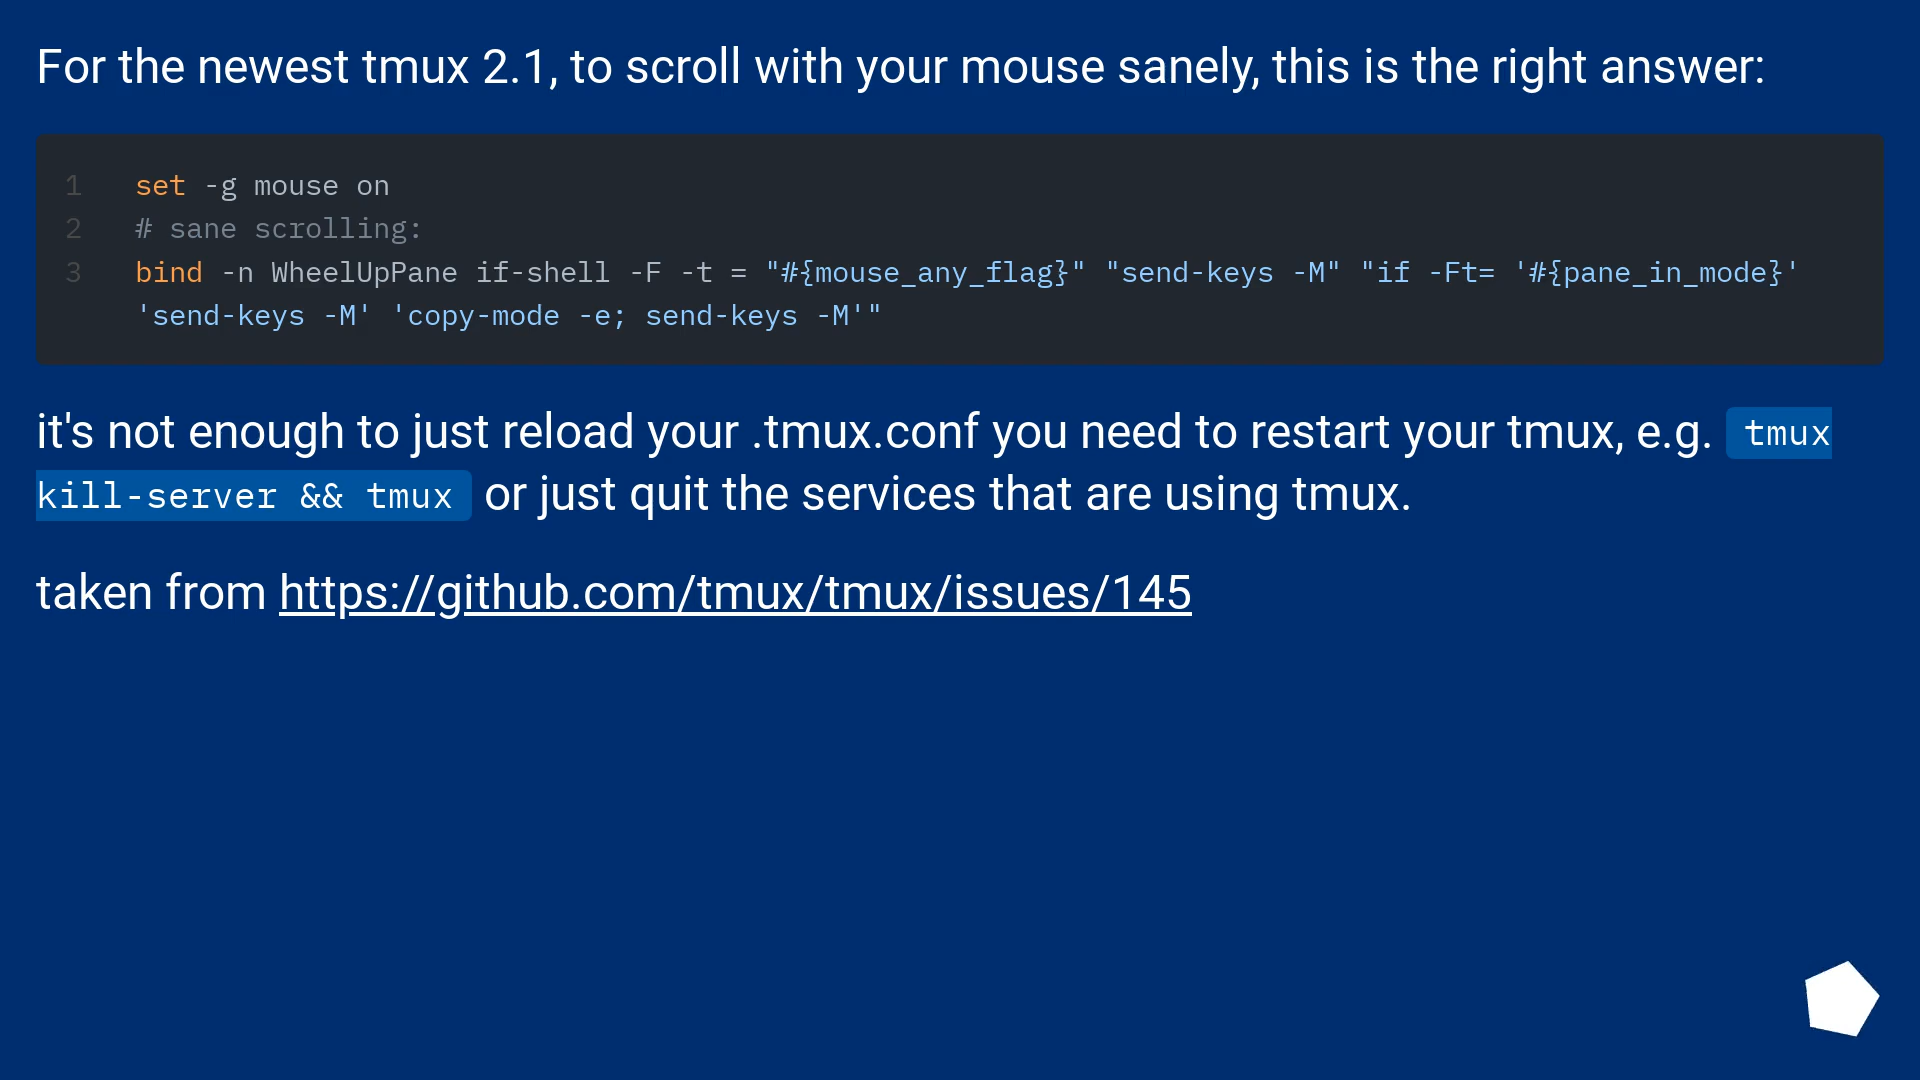 For the newest tmux 2.1, to scroll with your mouse sanely, this is the right answer:
1 set -g mouse on
2 # sane scrolling:
3 bind -n WheelUpPane if-shell -F -t = "#{mouse_any_flag}" "send-keys -M" "if -Ft= '#{pane_in_mode}'
'send-keys -M' 'copy-mode -e; send-keys -M'"
it's not enough to just reload your .tmux.conf you need to restart your tmux, e.g. tmux
kill-server && tmux or just quit the services that are using tmux.
taken from https://github.com/tmux/tmux/issues/145